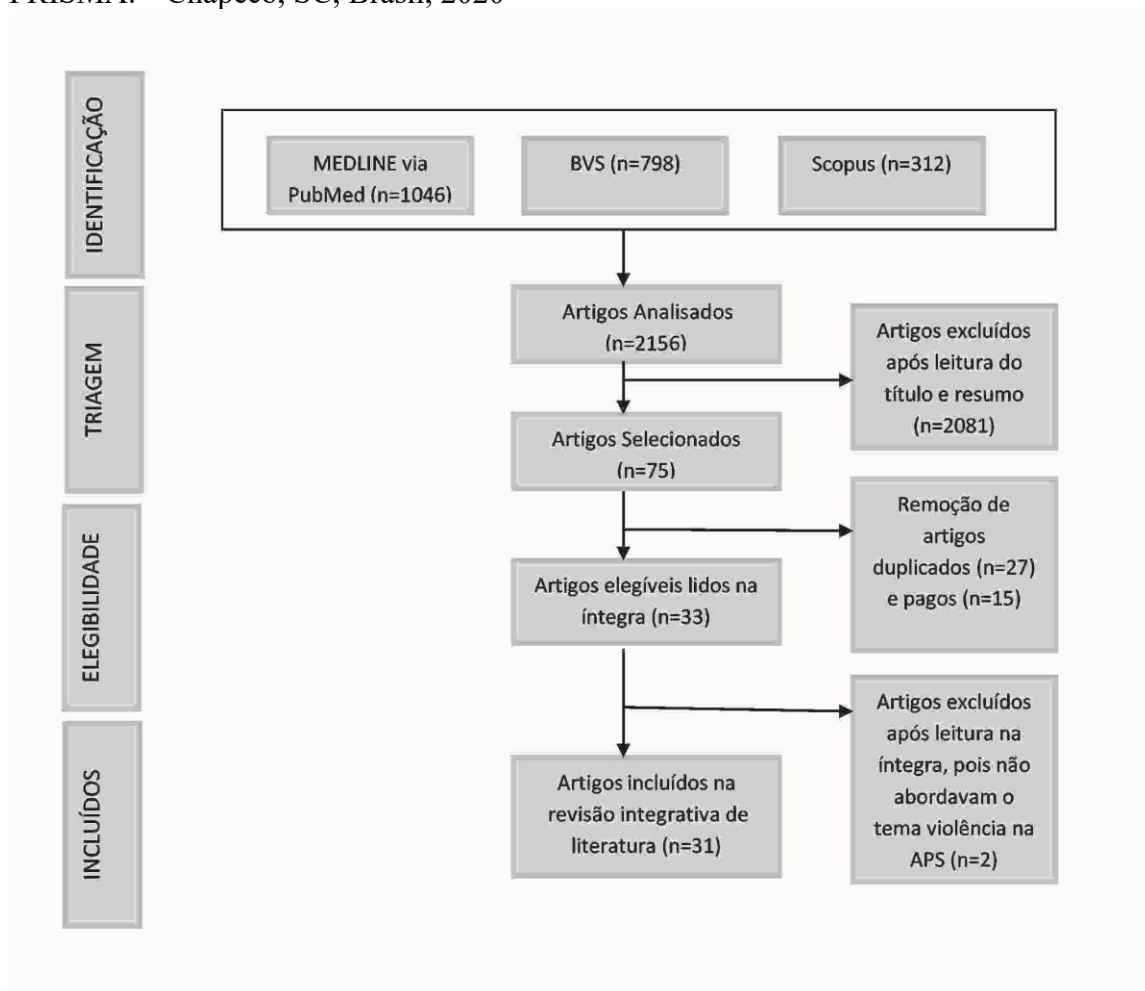 PRISMA. Chapecó, SC, Brasil, 2020
IDENTIFICAÇÃO
MEDLINE via
PubMed (n=1046)
BVS (n=798)
Scopus (n=312)
TRIAGEM
Artigos Analisados
(n=2156)
Artigos excluídos
após leitura do
título e resumo
(n=2081)
Artigos Selecionados
(n=75)
ELEGIBILIDADE
Remoção de
artigos
duplicados (n=27)
e pagos (n=15)
Artigos elegíveis lidos na
íntegra (n=33)
INCLUÍDOS
Artigos excluídos
após leitura na
íntegra, pois não
abordavam o
tema violência na
APS (n=2)
Artigos incluídos na
revisão integrativa de
literatura (n=31)